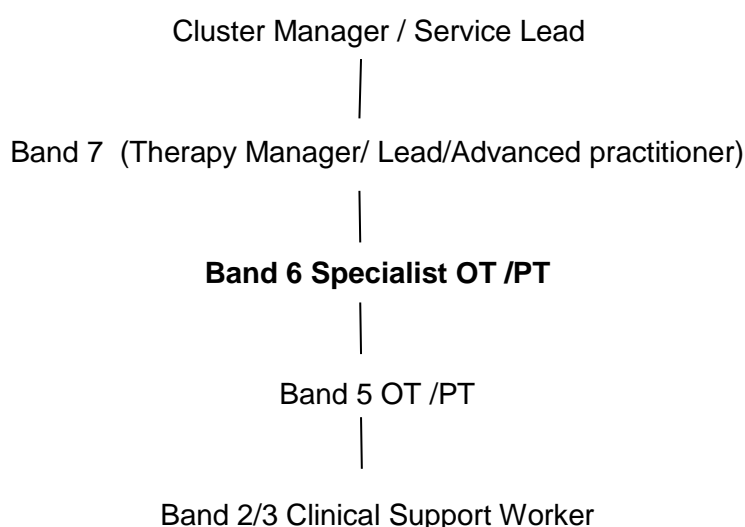 Cluster Manager / Service Lead
Band 7  (Therapy Manager/ Lead/Advanced practitioner)
Band 6 Specialist OT /PT
Band 5 OT /PT
Band 2/3 Clinical Support Worker